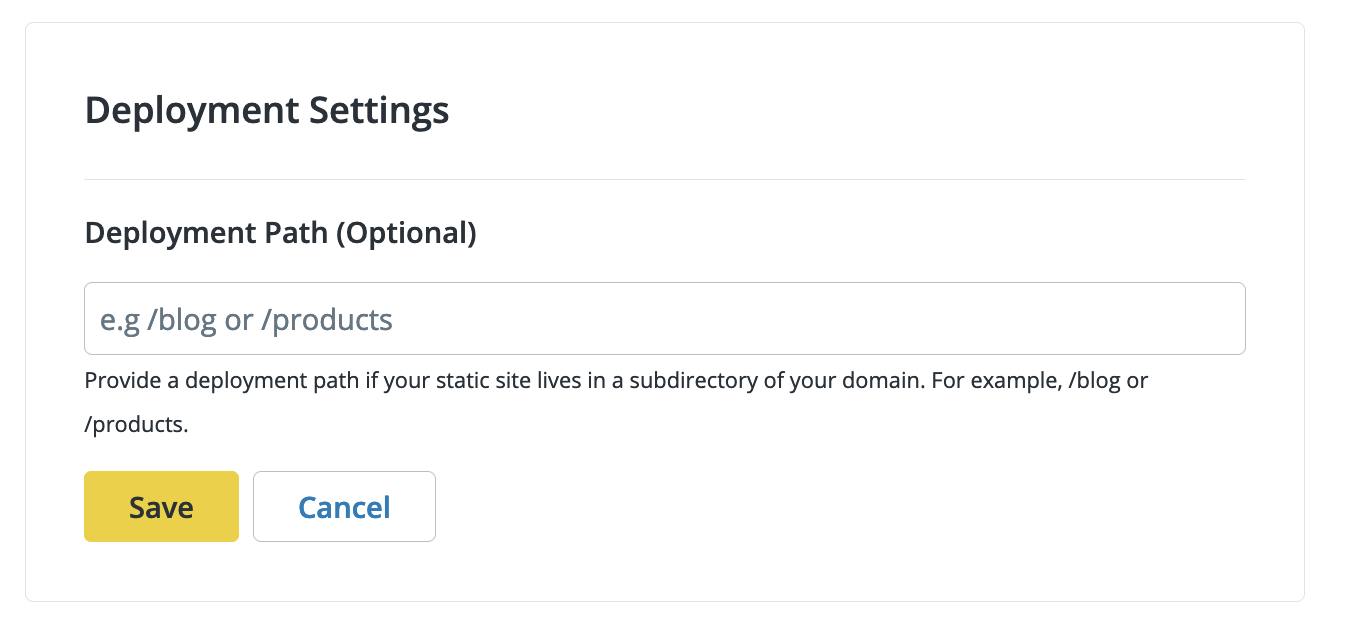 Deployment Settings
Deployment Path (Optional)
e.g /blog or /products
Provide a deployment path if your static site lives in a subdirectory of your domain. For example, /blog or
/products.
Save
Cancel